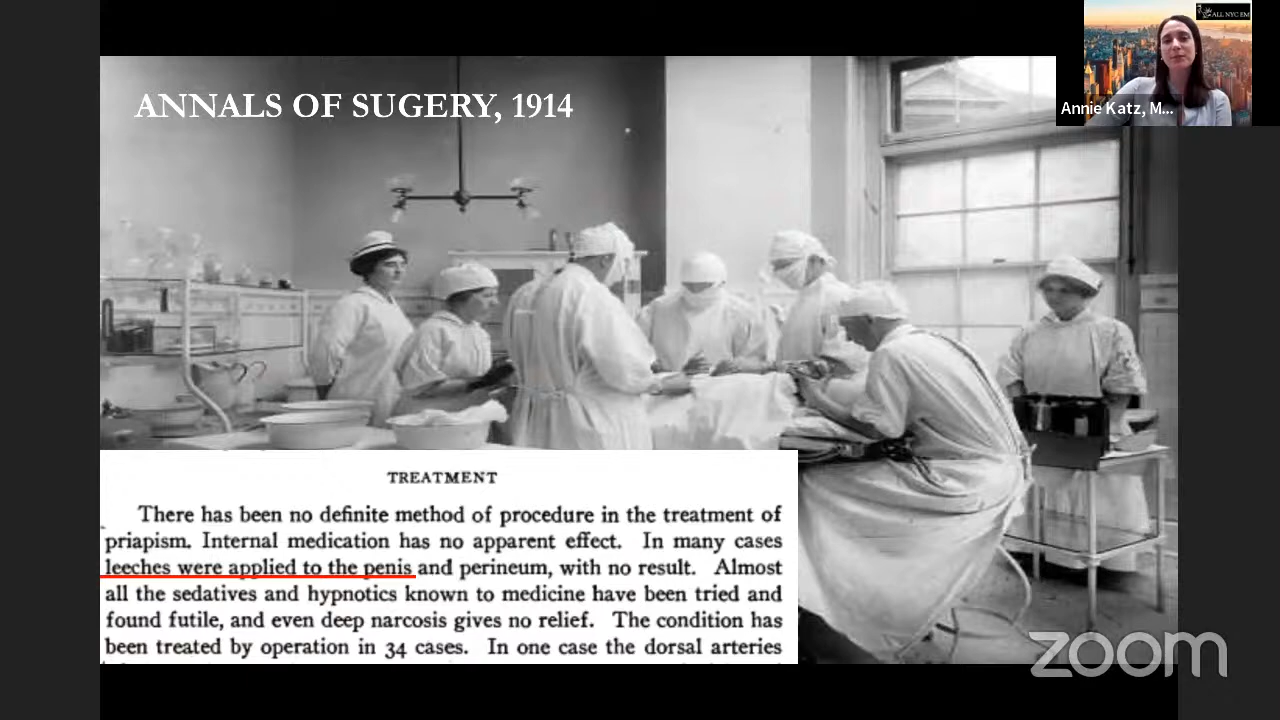 ALL NYC EM
Annie Katz, M...
ANNALS OF SUGERY, 1914
TREATMENT
There has been no definite method of procedure in the treatment of
priapism. Internal medication has no apparent effect. In many cases
leeches were applied to the penis and perineum, with no result. Almost
all the sedatives and hypnotics known to medicine have been tried and
found futile, and even deep narcosis gives no relief. The condition has
been treated by operation in 34 cases. In one case the dorsal arteries
zoom